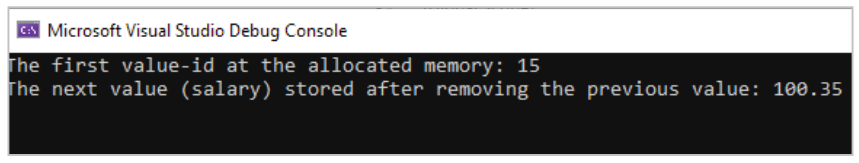 C:\ Microsoft Visual Studio Debug Console
The first value-id at the allocated memory: 15
The next value (salary) stored after removing the previous value: 100.35